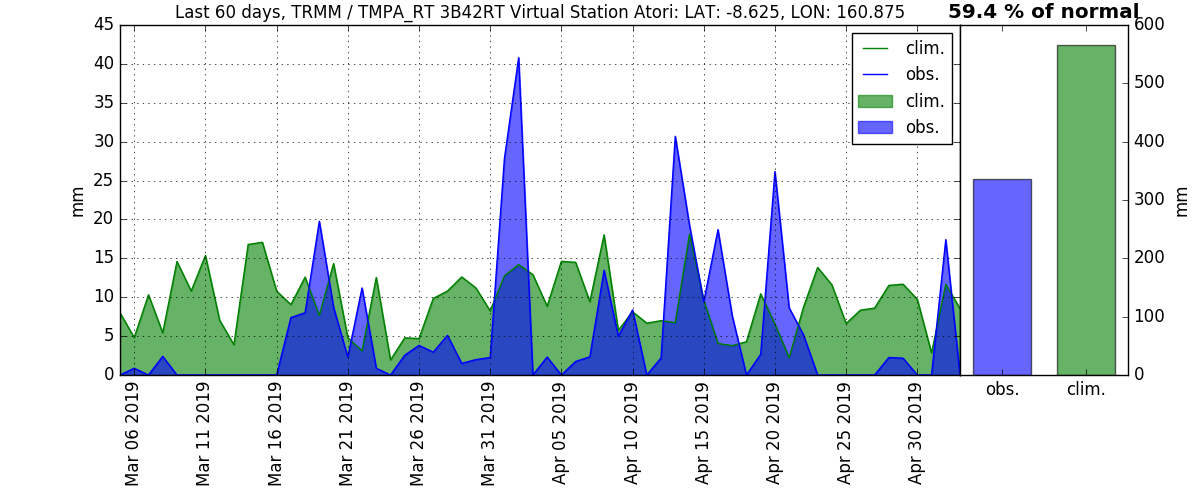 Last 60 days, TRMM / TMPA_RT 3B42RT Virtual Station Atori: LAT: -8.625, LON: 160.875
59.4 % of normal
45
40
35
30
25
20
15
10
5
0
mm
clim.
obs.
clim.
obs.
600
500
400
300
200
100
0
mm
Mar 06 2019
Mar 11 2019
Mar 16 2019
Mar 21 2019
Mar 26 2019
Mar 31 2019
Apr 05 2019
Apr 10 2019
Apr 15 2019
Apr 20 2019
Apr 25 2019
Apr 30 2019
obs.
clim.